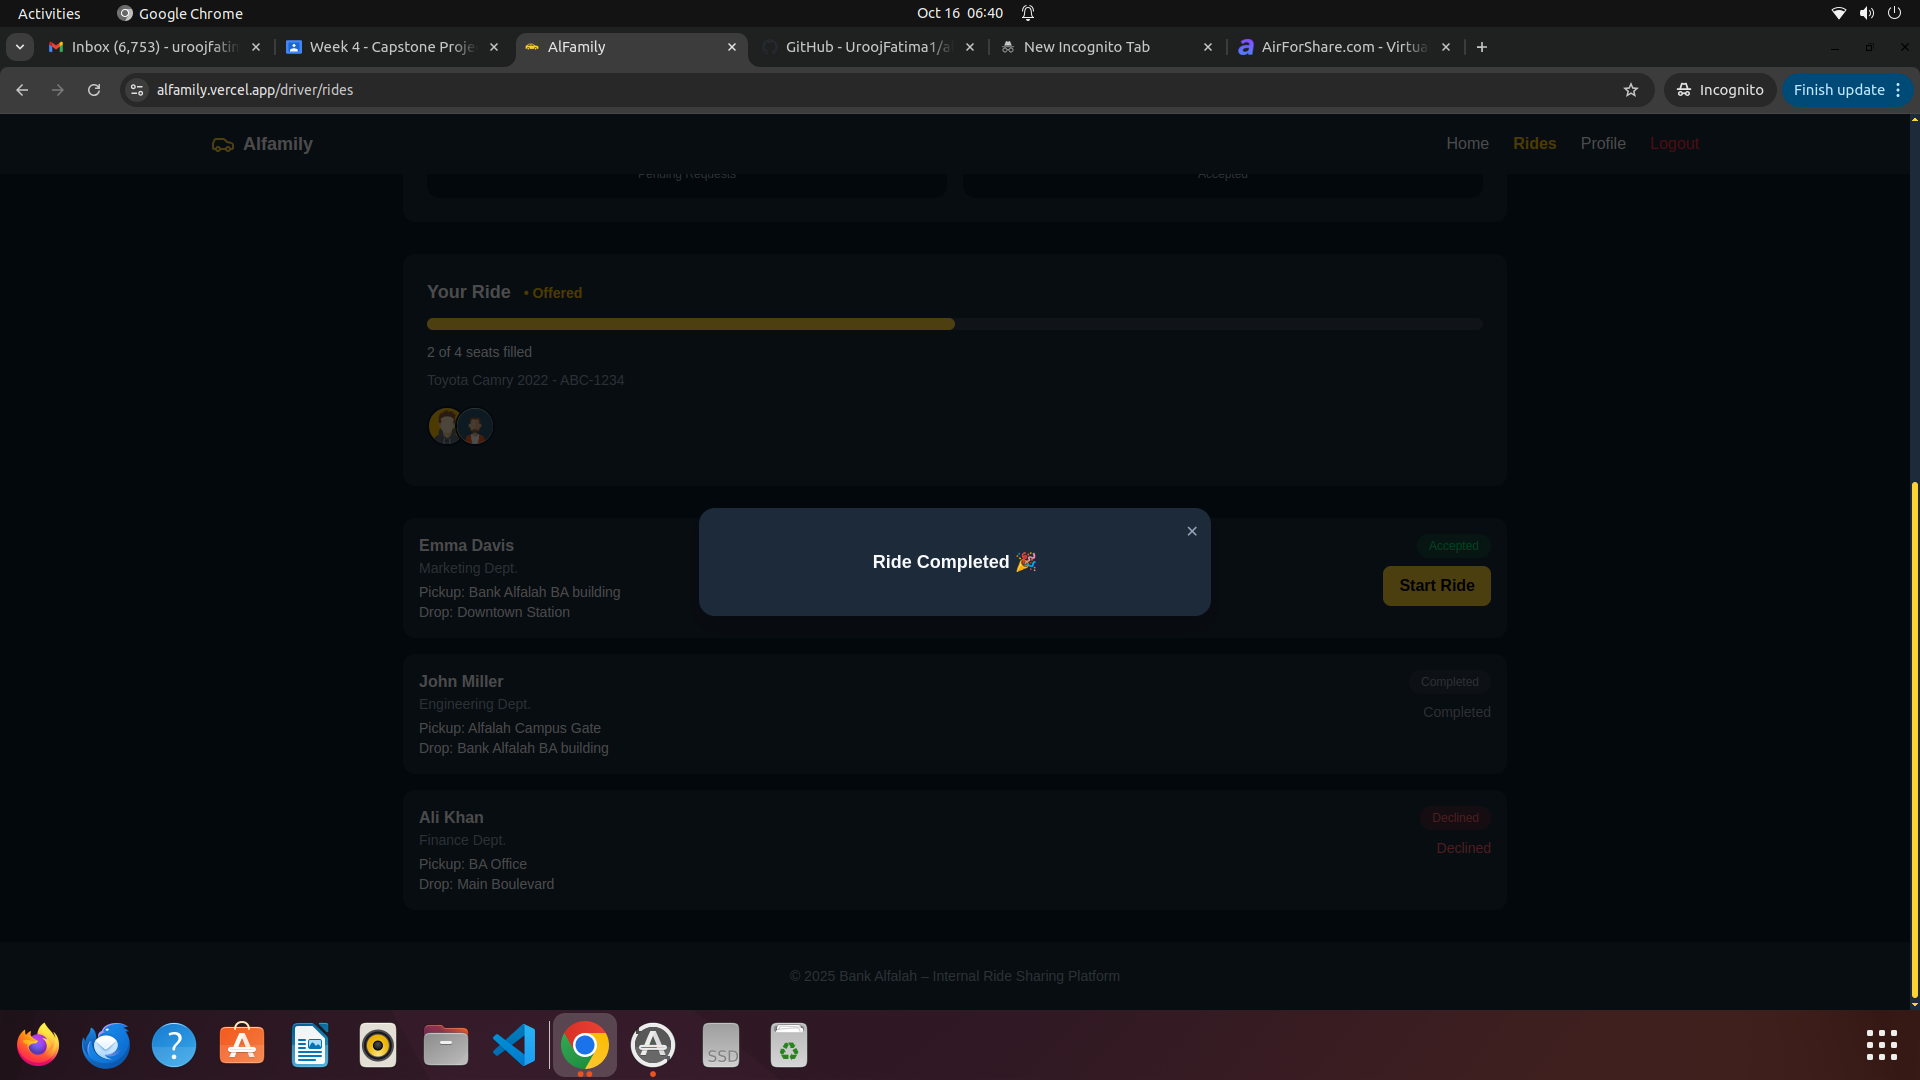 Activities
Google Chrome
Oct 16 06:40
Inbox (6,753) - uroojfatin
Week 4 - Capstone Proje
AlFamily
GitHub - UroojFatima1/al
New Incognito Tab
AirForShare.com - Virtua
alfamily.vercel.app/driver/rides
Incognito
Finish update
Alfamily
Home
Rides
Profile
Logout
Pending Requests
Accepted
Your Ride
• Offered
2 of 4 seats filled
Toyota Camry 2022 - ABC-1234
Ride Completed 🎉
Emma Davis
Marketing Dept.
Pickup: Bank Alfalah BA building
Drop: Downtown Station
Accepted
Start Ride
John Miller
Engineering Dept.
Pickup: Alfalah Campus Gate
Drop: Bank Alfalah BA building
Completed
Completed
Ali Khan
Finance Dept.
Pickup: BA Office
Drop: Main Boulevard
Declined
Declined
© 2025 Bank Alfalah – Internal Ride Sharing Platform
SSD